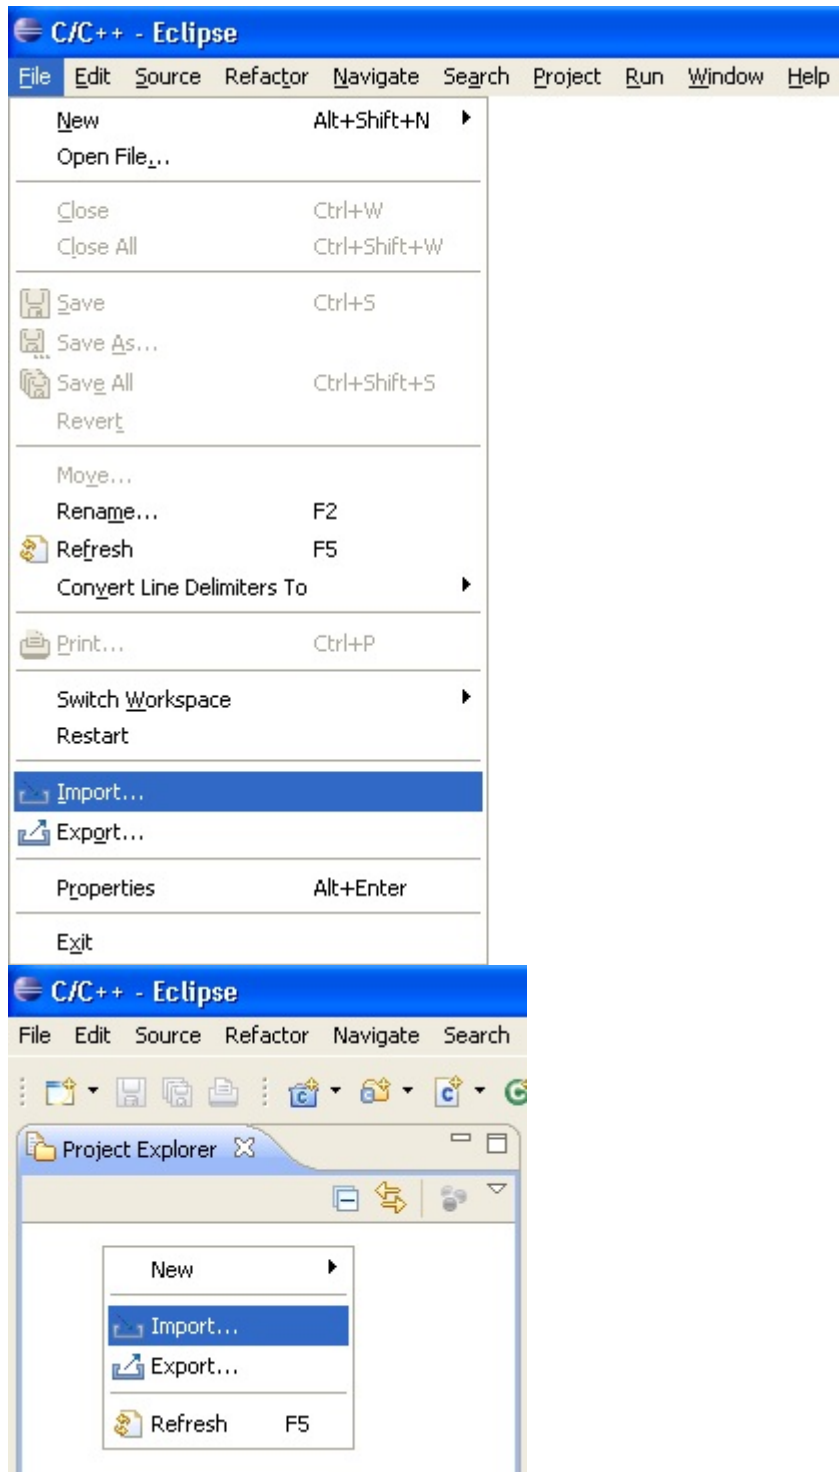 C/C++ - Eclipse
File Edit Source Refactor Navigate Search Project Run Window Help
New Alt+Shift+N
Open File...
Close Ctrl+W
Close All Ctrl+Shift+W
Save Ctrl+S
Save As...
Save All Ctrl+Shift+S
Revert
Move...
Rename... F2
Refresh F5
Convert Line Delimiters To
Print... Ctrl+P
Switch Workspace
Restart
Import...
Export...
Properties Alt+Enter
Exit
C/C++ - Eclipse
File Edit Source Refactor Navigate Search
Project Explorer
New
Import...
Export...
Refresh F5